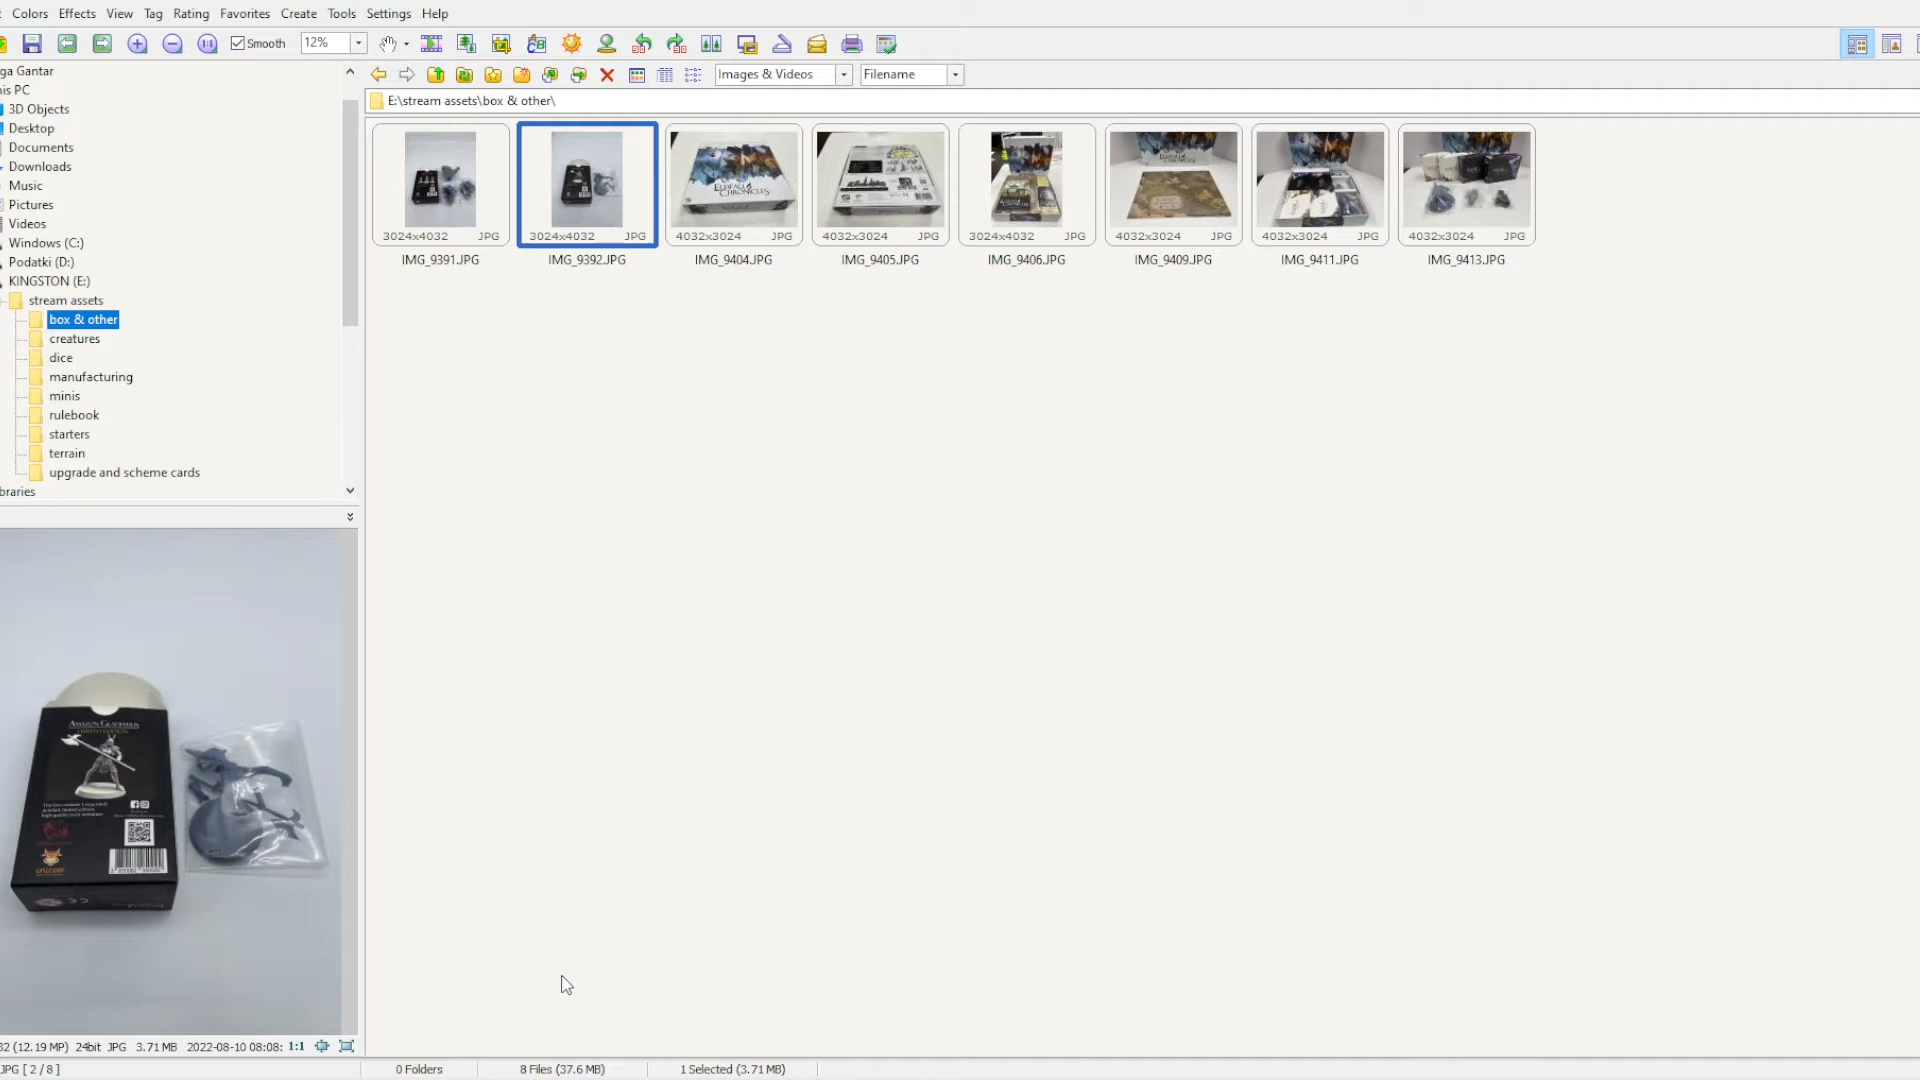 Colors Effects View Tag Rating Favorites Create Tools Settings Help
Smooth 12%
Images & Videos Filename
E:\stream assets\box & other\
ga Gantar
is PC
3D Objects
Desktop
Documents
Downloads
Music
Pictures
Videos
Windows (C:)
Podatki (D:)
KINGSTON (E:)
stream assets
box & other
creatures
dice
manufacturing
minis
rulebook
starters
terrain
upgrade and scheme cards
braries
3024x4032 JPG
IMG_9391.JPG
3024x4032 JPG
IMG_9392.JPG
4032x3024 JPG
IMG_9404.JPG
4032x3024 JPG
IMG_9405.JPG
3024x4032 JPG
IMG_9406.JPG
4032x3024 JPG
IMG_9409.JPG
4032x3024 JPG
IMG_9411.JPG
4032x3024 JPG
IMG_9413.JPG
32 (12.19 MP) 24bit JPG 3.71 MB 2022-08-10 08:08: 1:1
JPG [ 2 / 8 ]
0 Folders
8 Files (37.6 MB)
1 Selected (3.71 MB)